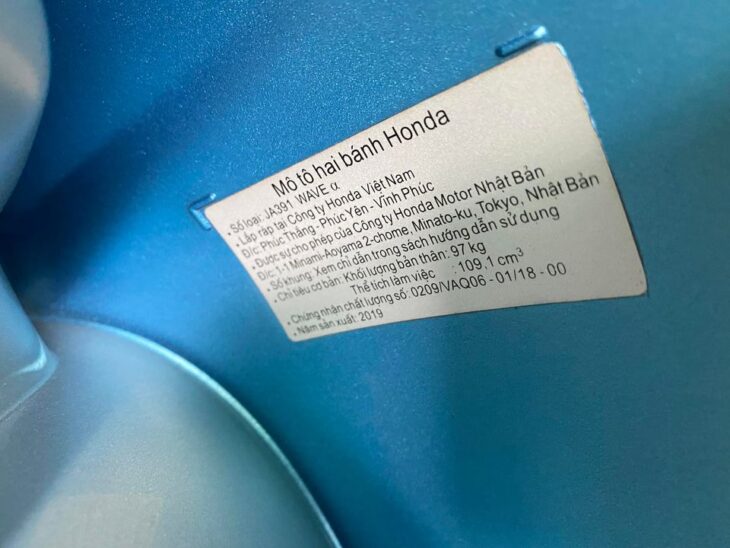 Mô tô hai bánh Honda
• Số loại: JA391 WAVE α
• Lắp ráp tại Công ty Honda Việt Nam
Đ/c: Phúc Thắng - Phúc Yên - Vĩnh Phúc
• Được sự cho phép của Công ty Honda Motor Nhật Bản
Đ/c: 1-1 Minami-Aoyama 2-chome, Minato-ku, Tokyo, Nhật Bản
• Số khung: Xem chỉ dẫn trong sách hướng dẫn sử dụng
• Chỉ tiêu cơ bản: Khối lượng bản thân: 97 kg
Thể tích làm việc : 109,1 cm³
• Chứng nhận chất lượng số: 0209/VAQ06 - 01/18 - 00
• Năm sản xuất: 2019